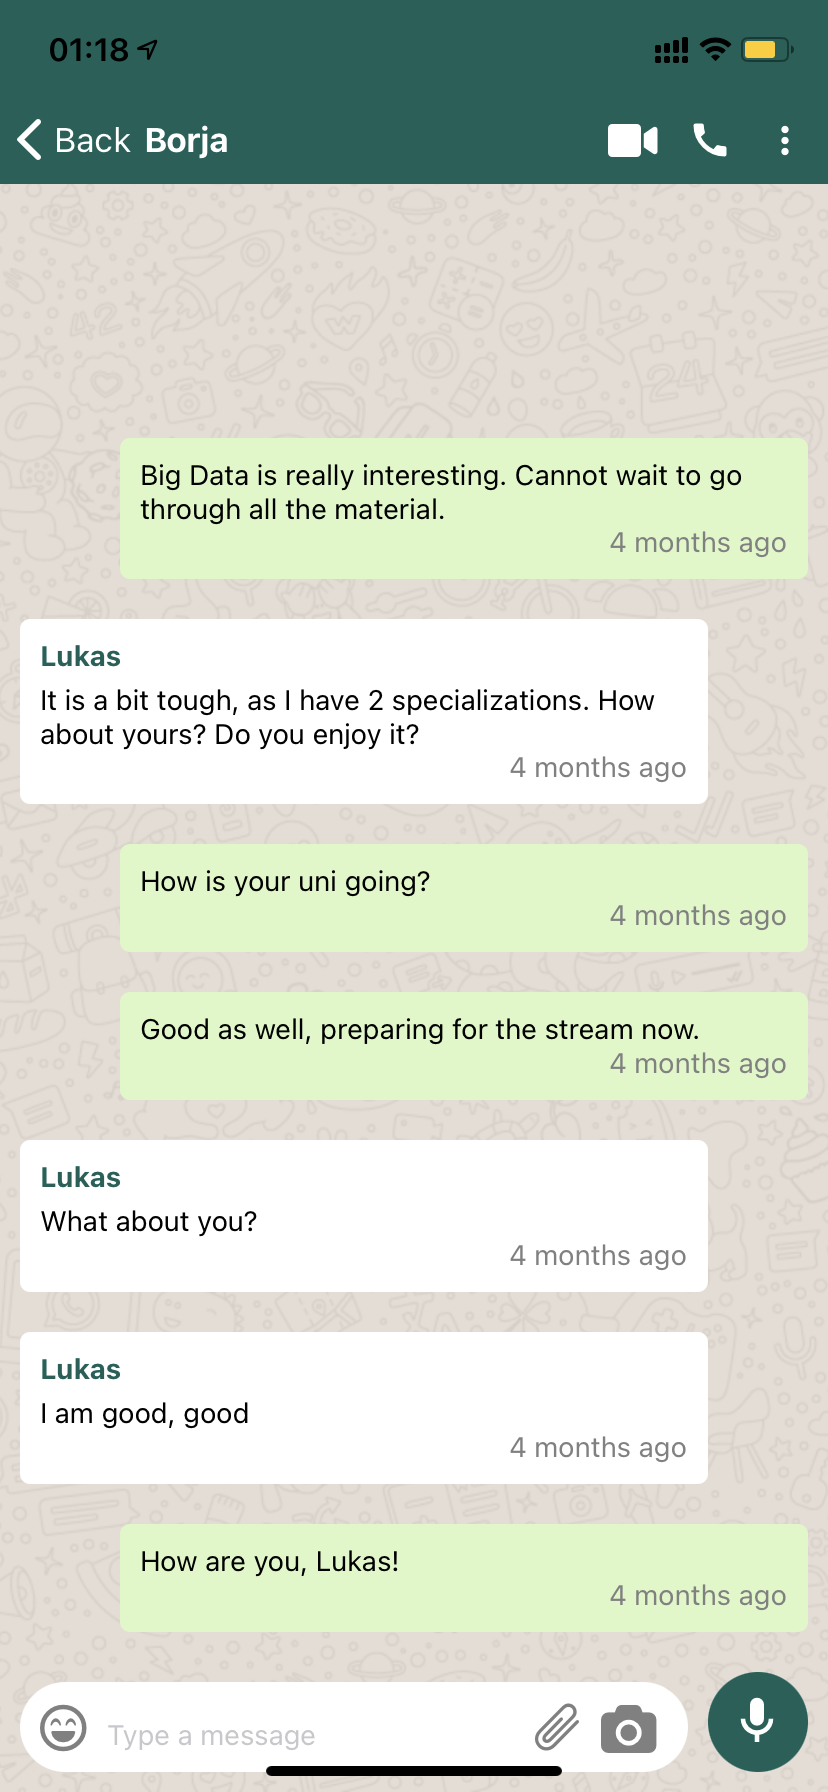 01:18
Back Borja
Big Data is really interesting. Cannot wait to go
through all the material.
4 months ago
Lukas
It is a bit tough, as I have 2 specializations. How
about yours? Do you enjoy it?
4 months ago
How is your uni going?
4 months ago
Good as well, preparing for the stream now.
4 months ago
Lukas
What about you?
4 months ago
Lukas
I am good, good
4 months ago
How are you, Lukas!
4 months ago
Type a message